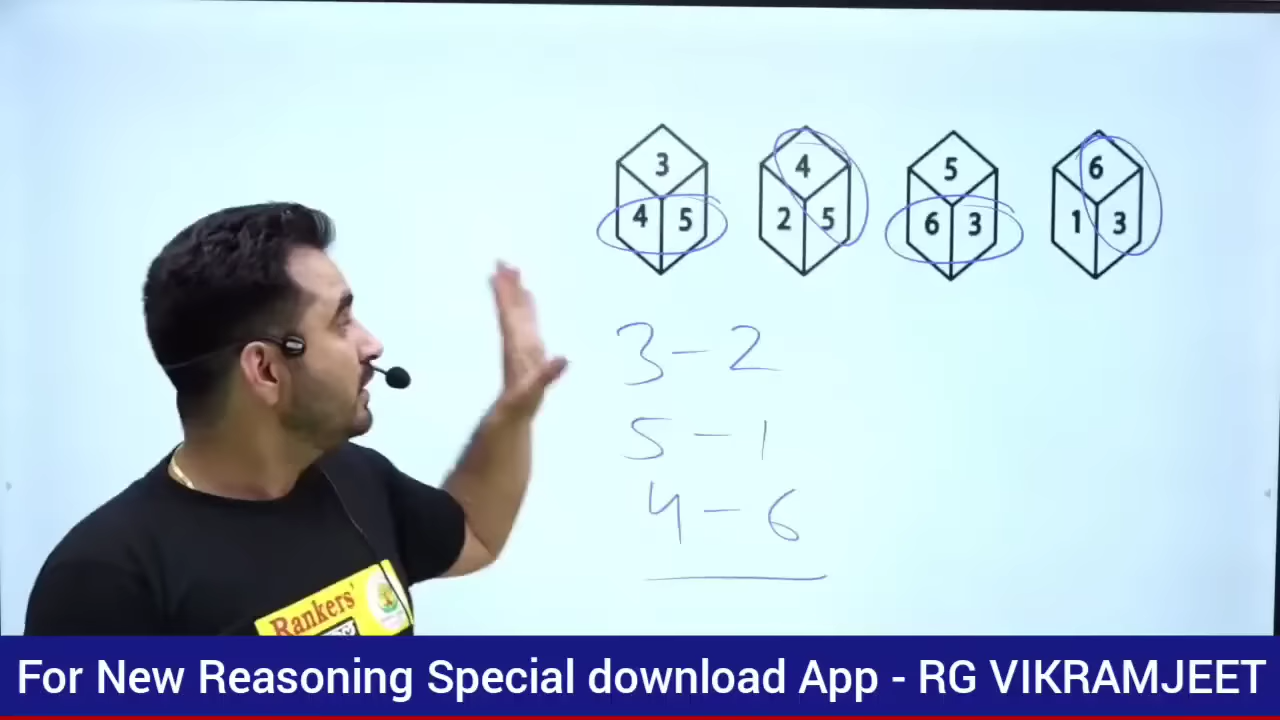 3 4 5 6
4 5 2 5 6 3 1 3
3 - 2
5 - 1
4 - 6
Rankers'
For New Reasoning Special download App - RG VIKRAMJEET